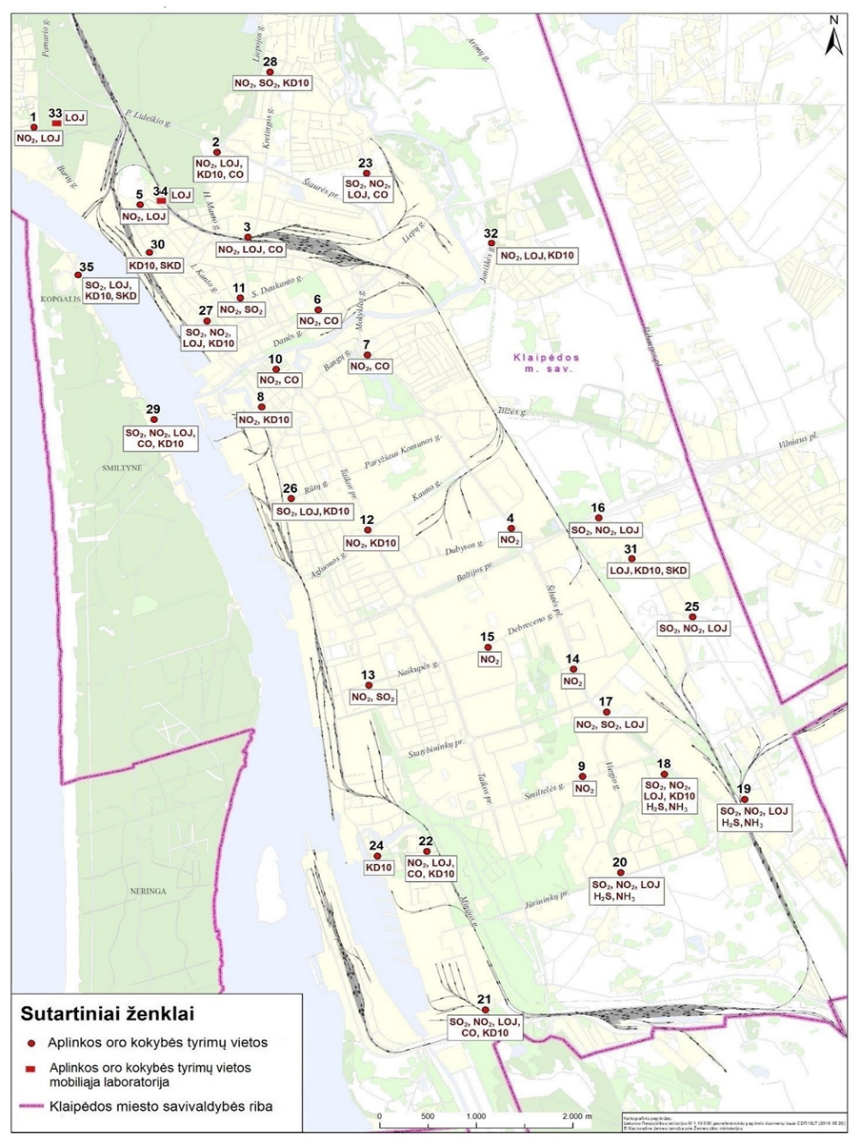 N
28
NO₂, SO₂, KD10
Pamario g.
Liepojos g.
Kretingos g.
1
NO₂, LOJ
33
LOJ
P. Lideikio g.
2
NO₂, LOJ,
KD10, CO
23
SO₂, NO₂,
LOJ, CO
Šiaurės pr.
Burių g.
5
NO₂, LOJ
34
LOJ
H. Manto g.
3
NO₂, LOJ, CO
Liepų g.
32
NO₂, LOJ, KD10
Joniškės g.
30
KD10, SKD
35
SO₂, LOJ,
KD10, SKD
KOPGALIS
I. Kanto g.
S. Daukanto g.
11
NO₂, SO₂
6
NO₂, CO
Mokyklos g.
27
SO₂, NO₂,
LOJ, KD10
Danės g.
Bangų g.
7
NO₂, CO
Klaipėdos
m. sav.
10
NO₂, CO
8
NO₂, KD10
29
SO₂, NO₂, LOJ,
CO, KD10
SMILTYNĖ
Tilžės g.
Vilniaus pl.
Paryžiaus Komunos g.
Taikos pr.
Kauno g.
26
SO₂, LOJ, KD10
Rūtų g.
12
NO₂, KD10
4
NO₂
16
SO₂, NO₂, LOJ
31
LOJ, KD10, SKD
Dubysos g.
Baltijos pr.
Šilutės pl.
25
SO₂, NO₂, LOJ
Debreceno g.
15
NO₂
14
NO₂
Naikupės g.
13
NO₂, SO₂
17
NO₂, SO₂, LOJ
Statybininkų pr.
Taikos pr.
9
NO₂
Smiltelės g.
18
SO₂, NO₂,
LOJ, KD10
H₂S, NH₃
19
SO₂, NO₂, LOJ
H₂S, NH₃
24
KD10
22
NO₂, LOJ,
CO, KD10
20
SO₂, NO₂, LOJ
H₂S, NH₃
Jūrininkų pr.
Minijos g.
NERINGA
21
SO₂, NO₂, LOJ,
CO, KD10
Sutartiniai ženklai
Aplinkos oro kokybės tyrimų vietos
Aplinkos oro kokybės tyrimų vietos
mobiliąja laboratorija
Klaipėdos miesto savivaldybės riba
0 500 1 000 2 000 m